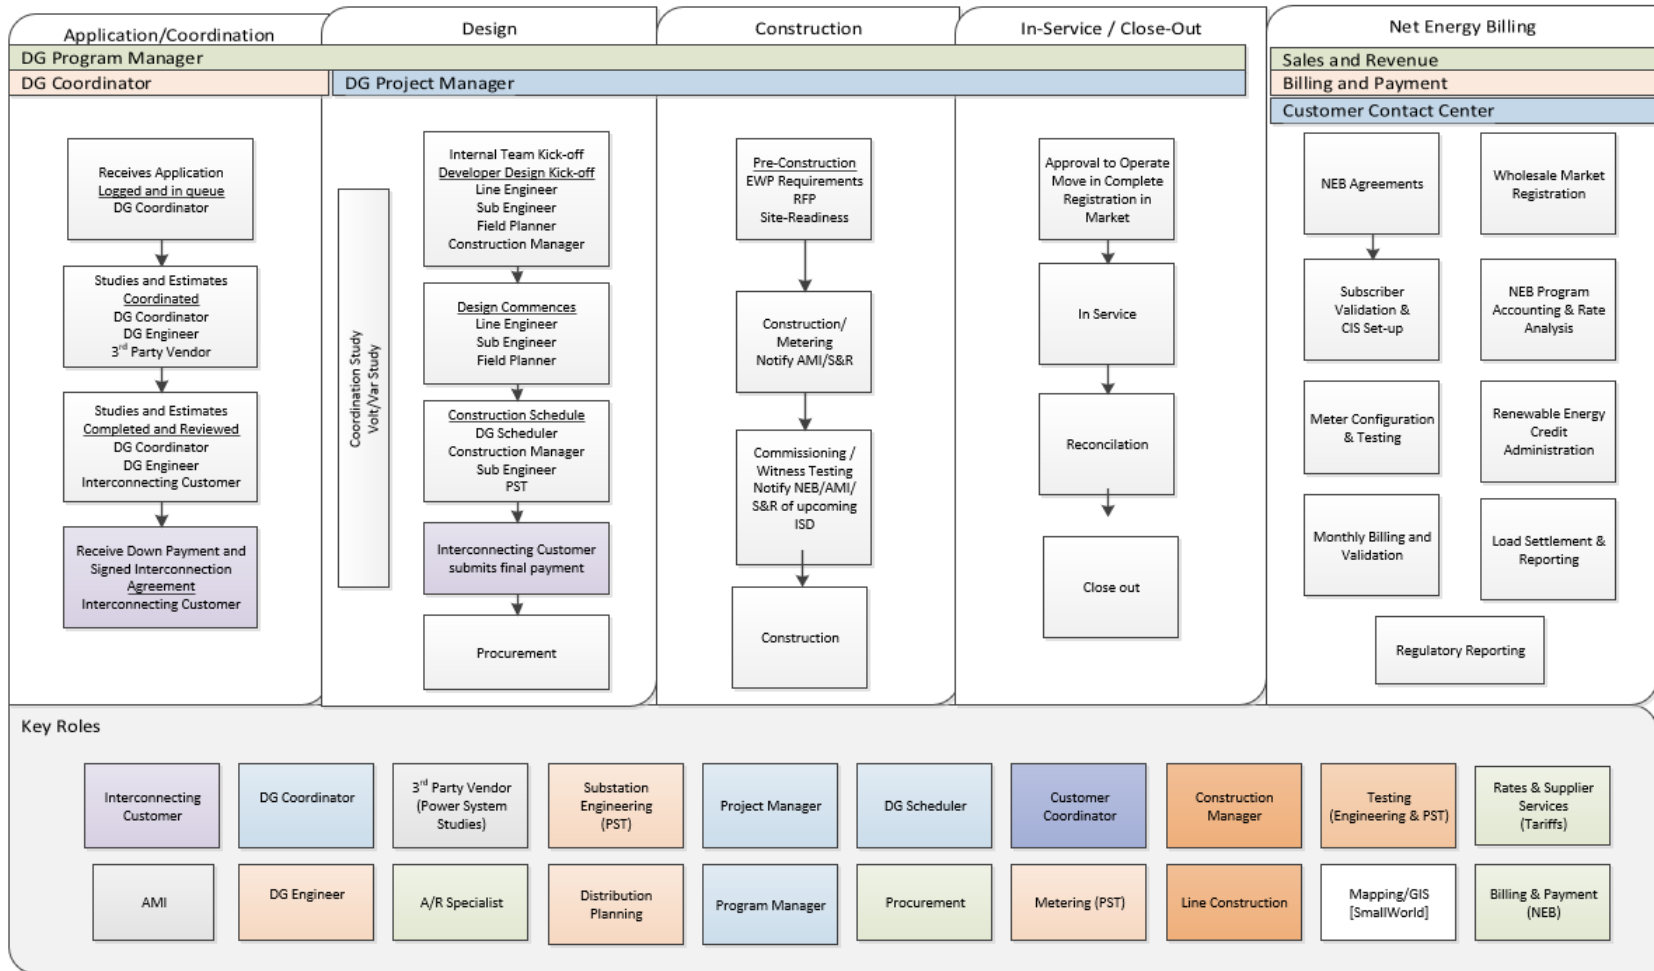 Application/Coordination
Design
Construction
In-Service / Close-Out
Net Energy Billing
DG Program Manager
DG Coordinator
DG Project Manager
Sales and Revenue
Billing and Payment
Customer Contact Center
Receives Application
Logged and in queue
DG Coordinator
Studies and Estimates
Coordinated
DG Coordinator
DG Engineer
3rd Party Vendor
Studies and Estimates
Completed and Reviewed
DG Coordinator
DG Engineer
Interconnecting Customer
Receive Down Payment and
Signed Interconnection
Agreement
Interconnecting Customer
Coordination Study
Volt/Var Study
Internal Team Kick-off
Developer Design Kick-off
Line Engineer
Sub Engineer
Field Planner
Construction Manager
Design Commences
Line Engineer
Sub Engineer
Field Planner
Construction Schedule
DG Scheduler
Construction Manager
Sub Engineer
PST
Interconnecting Customer
submits final payment
Procurement
Pre-Construction
EWP Requirements
RFP
Site-Readiness
Construction/
Metering
Notify AMI/S&R
Commissioning /
Witness Testing
Notify NEB/AMI/
S&R of upcoming
ISD
Construction
Approval to Operate
Move in Complete
Registration in
Market
In Service
Reconcilation
Close out
NEB Agreements
Subscriber
Validation &
CIS Set-up
Meter Configuration
& Testing
Monthly Billing and
Validation
Wholesale Market
Registration
NEB Program
Accounting & Rate
Analysis
Renewable Energy
Credit
Administration
Load Settlement &
Reporting
Regulatory Reporting
Key Roles
Interconnecting
Customer
DG Coordinator
3rd Party Vendor
(Power System
Studies)
Substation
Engineering
(PST)
Project Manager
DG Scheduler
Customer
Coordinator
Construction
Manager
Testing
(Engineering & PST)
Rates & Supplier
Services
(Tariffs)
AMI
DG Engineer
A/R Specialist
Distribution
Planning
Program Manager
Procurement
Metering (PST)
Line Construction
Mapping/GIS
[SmallWorld]
Billing & Payment
(NEB)